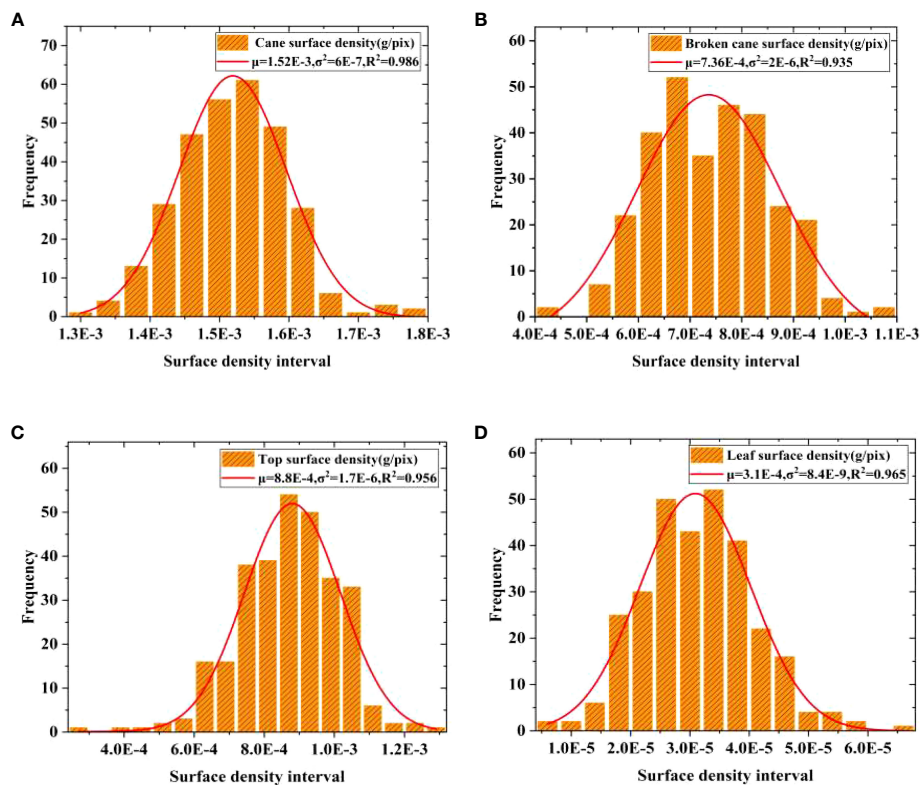 A
Cane surface density(g/pix)
μ=1.52E-3,σ²=6E-7,R²=0.986
70
60
50
40
30
20
10
0
Frequency
1.3E-3 1.4E-3 1.5E-3 1.6E-3 1.7E-3 1.8E-3
Surface density interval
B
Broken cane surface density(g/pix)
μ=7.36E-4,σ²=2E-6,R²=0.935
60
50
40
30
20
10
0
Frequency
4.0E-4 5.0E-4 6.0E-4 7.0E-4 8.0E-4 9.0E-4 1.0E-3 1.1E-3
Surface density interval
C
Top surface density(g/pix)
μ=8.8E-4,σ²=1.7E-6,R²=0.956
60
50
40
30
20
10
0
Frequency
4.0E-4 6.0E-4 8.0E-4 1.0E-3 1.2E-3
Surface density interval
D
Leaf surface density(g/pix)
μ=3.1E-4,σ²=8.4E-9,R²=0.965
60
50
40
30
20
10
0
Frequency
1.0E-5 2.0E-5 3.0E-5 4.0E-5 5.0E-5 6.0E-5
Surface density interval